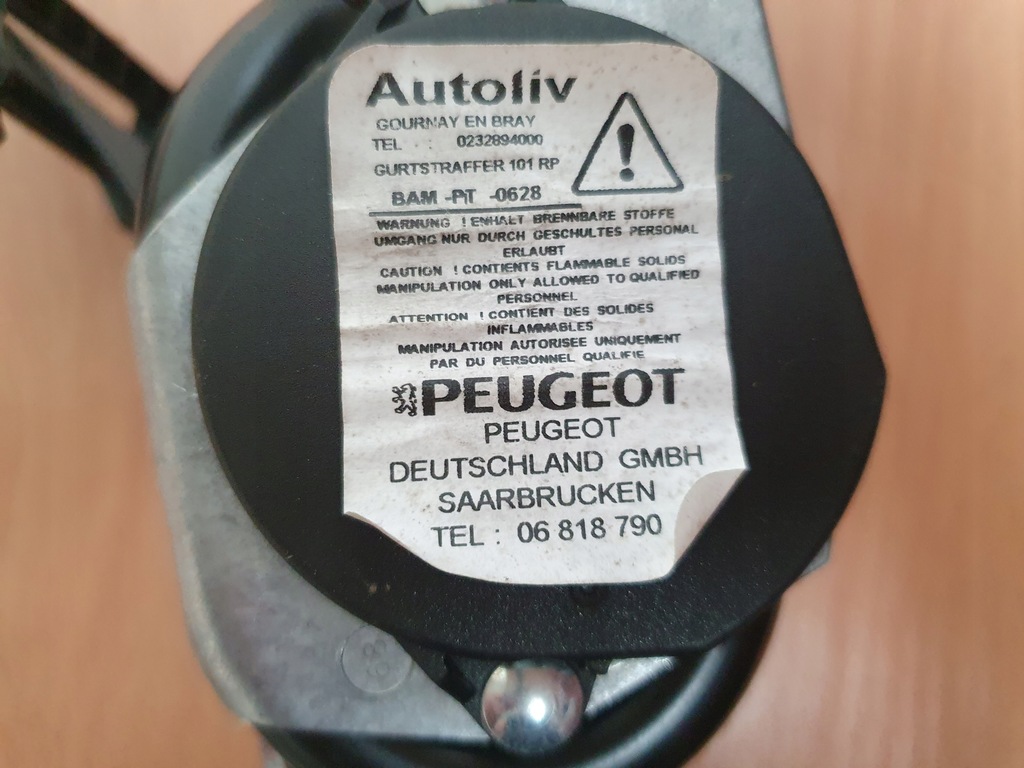 Autoliv
GOURNAY EN BRAY
TEL : 0232894000
GURTSTRAFFER 101 RP
BAM -PIT -0628
WARNUNG ! ENHALT BRENNBARE STOFFE
UMGANG NUR DURCH GESCHULTES PERSONAL
ERLAUBT
CAUTION ! CONTIENTS FLAMMABLE SOLIDS
MANIPULATION ONLY ALLOWED TO QUALIFIED
PERSONNEL
ATTENTION ! CONTIENT DES SOLIDES
INFLAMMABLES
MANIPULATION AUTORISEE UNIQUEMENT
PAR DU PERSONNEL QUALIFIE
PEUGEOT
PEUGEOT
DEUTSCHLAND GMBH
SAARBRUCKEN
TEL : 06 818 790